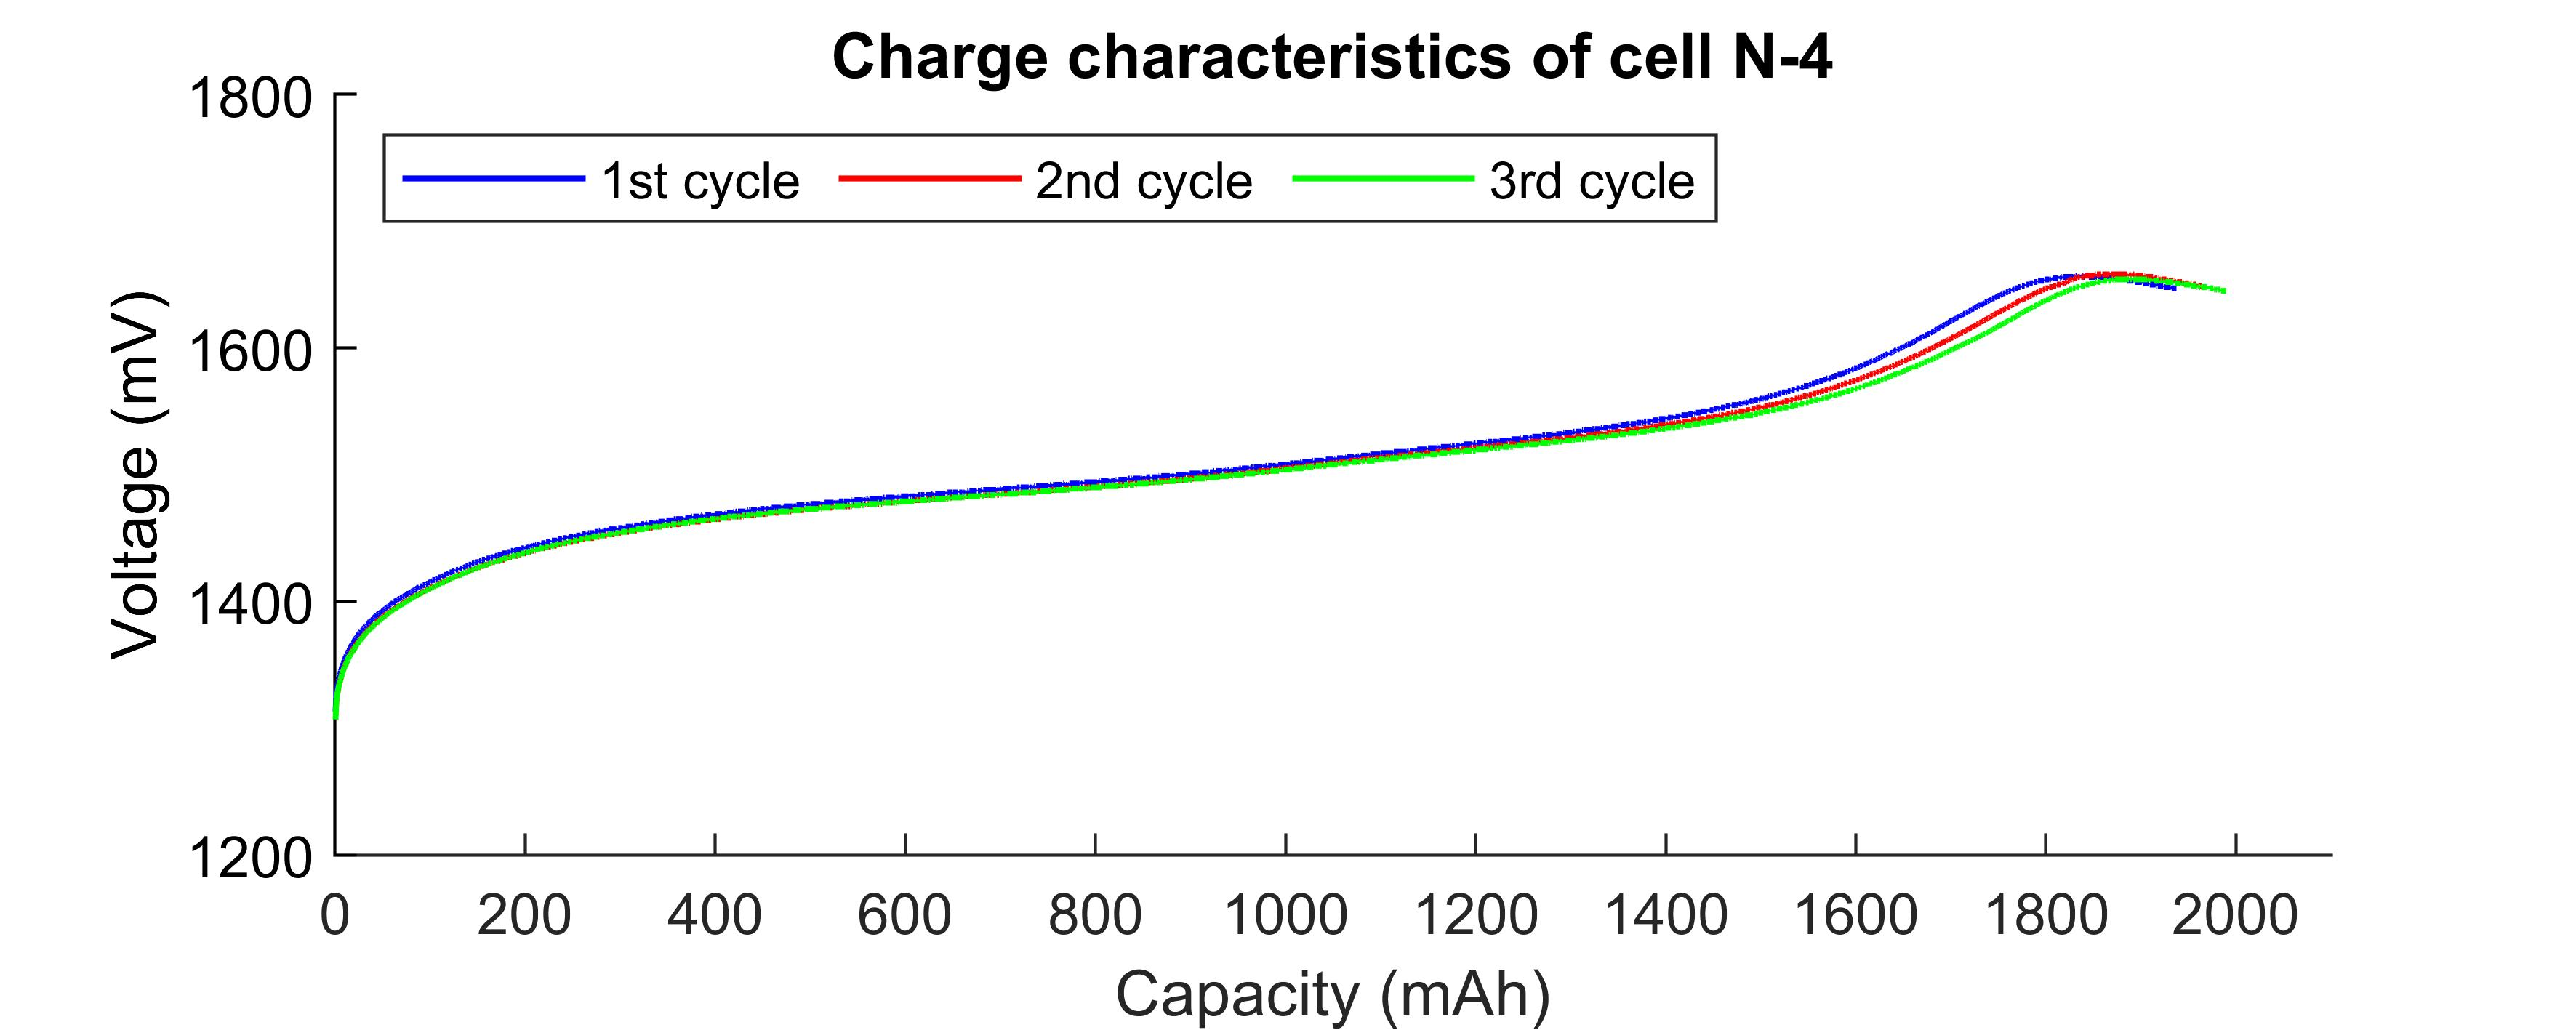 Charge characteristics of cell N-4
1800
1st cycle 2nd cycle 3rd cycle
1600
1400
1200
Voltage (mV)
0 200 400 600 800 1000 1200 1400 1600 1800 2000
Capacity (mAh)